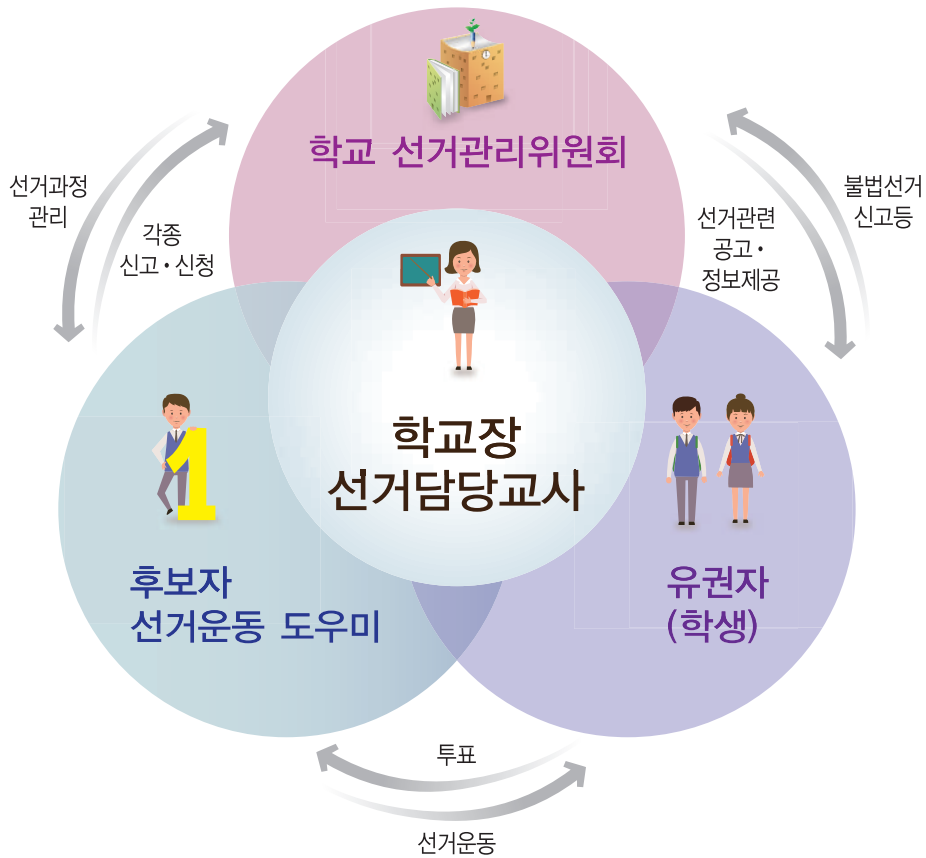 학교 선거관리위원회
선거과정
관리
각종
신고·신청
선거관련
공고·
정보제공
불법선거
신고등
학교장
선거담당교사
후보자
선거운동 도우미
유권자
(학생)
투표
선거운동